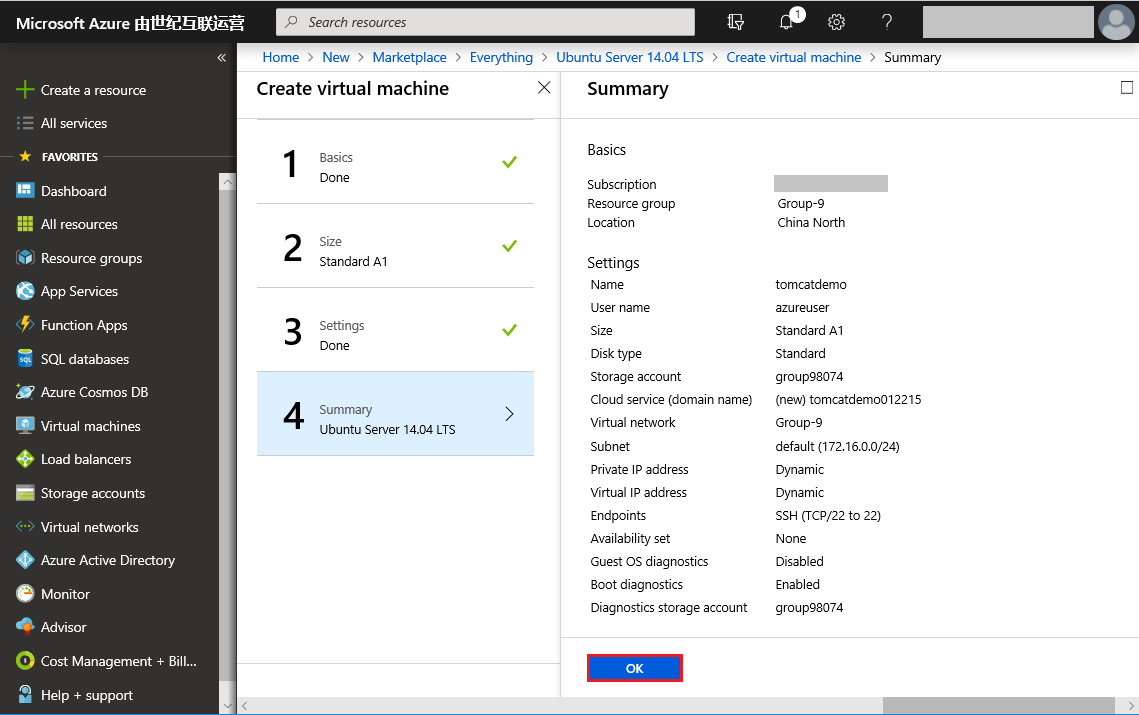 Microsoft Azure 由世纪互联运营
Search resources
1
?
«
Create a resource
All services
FAVORITES
Dashboard
All resources
Resource groups
App Services
Function Apps
SQL databases
Azure Cosmos DB
Virtual machines
Load balancers
Storage accounts
Virtual networks
Azure Active Directory
Monitor
Advisor
Cost Management + Bill...
Help + support
Home > New > Marketplace > Everything > Ubuntu Server 14.04 LTS > Create virtual machine > Summary
Create virtual machine
1 Basics
Done
2 Size
Standard A1
3 Settings
Done
4 Summary
Ubuntu Server 14.04 LTS
Summary
Basics
Subscription
Resource group Group-9
Location China North
Settings
Name tomcatdemo
User name azureuser
Size Standard A1
Disk type Standard
Storage account group98074
Cloud service (domain name) (new) tomcatdemo012215
Virtual network Group-9
Subnet default (172.16.0.0/24)
Private IP address Dynamic
Virtual IP address Dynamic
Endpoints SSH (TCP/22 to 22)
Availability set None
Guest OS diagnostics Disabled
Boot diagnostics Enabled
Diagnostics storage account group98074
OK